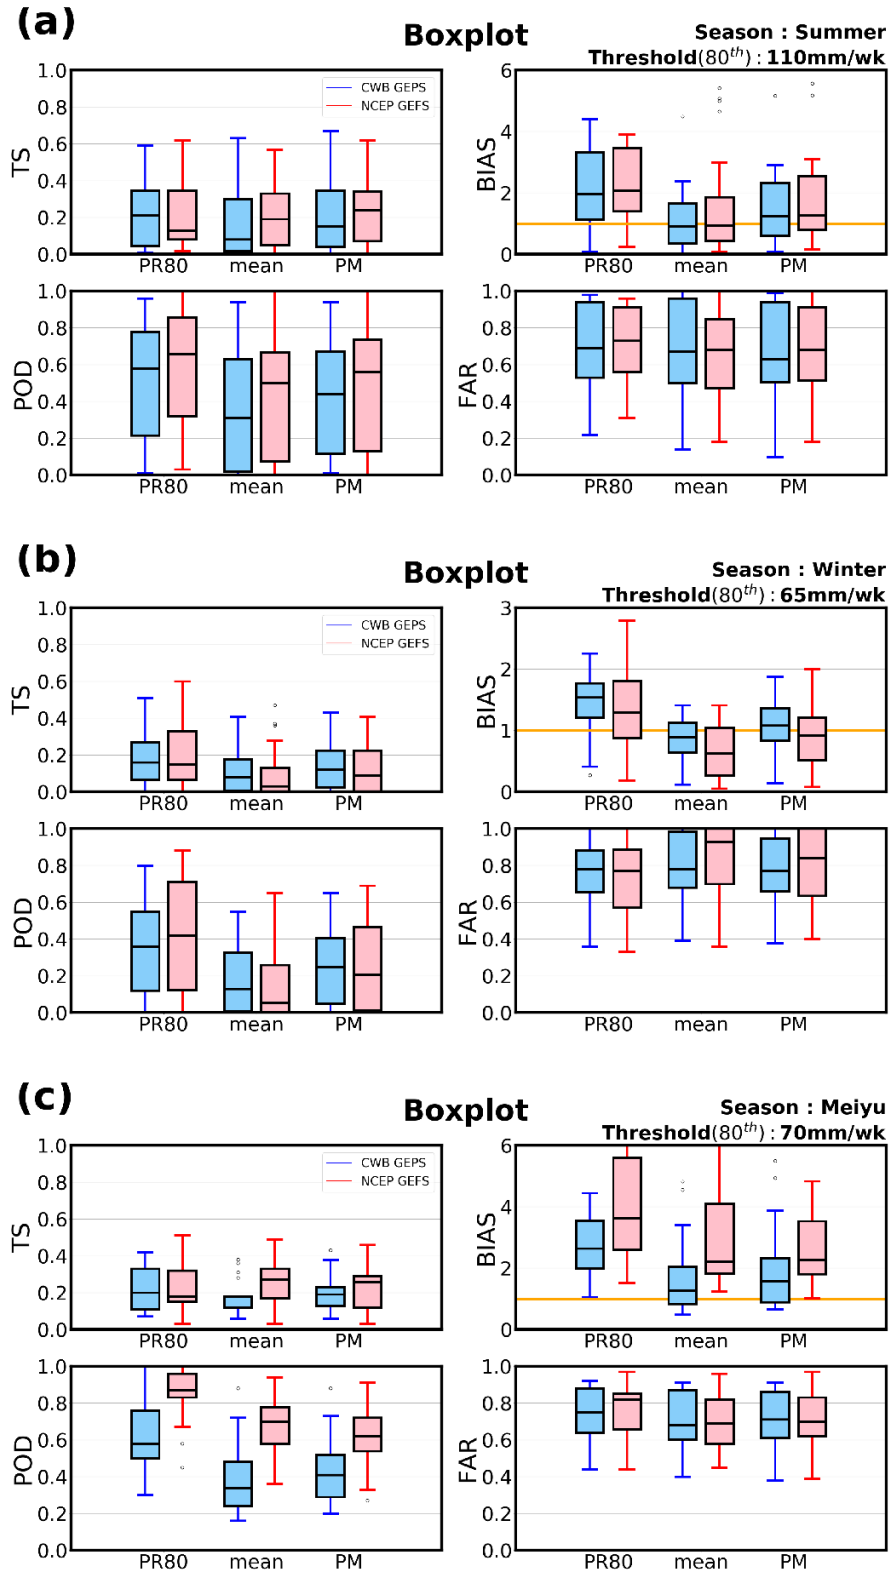 (a)
Boxplot
Season : Summer
Threshold(80th) : 110mm/wk
1.0
0.8
0.6
0.4
0.2
0.0
TS
CWB GEPS
NCEP GEFS
PR80 mean PM
6
4
2
0
BIAS
PR80 mean PM
1.0
0.8
0.6
0.4
0.2
0.0
POD
PR80 mean PM
1.0
0.8
0.6
0.4
0.2
0.0
FAR
PR80 mean PM
(b)
Boxplot
Season : Winter
Threshold(80th) : 65mm/wk
1.0
0.8
0.6
0.4
0.2
0.0
TS
CWB GEPS
NCEP GEFS
PR80 mean PM
3
2
1
0
BIAS
PR80 mean PM
1.0
0.8
0.6
0.4
0.2
0.0
POD
PR80 mean PM
1.0
0.8
0.6
0.4
0.2
0.0
FAR
PR80 mean PM
(c)
Boxplot
Season : Meiyu
Threshold(80th) : 70mm/wk
1.0
0.8
0.6
0.4
0.2
0.0
TS
CWB GEPS
NCEP GEFS
PR80 mean PM
6
4
2
0
BIAS
PR80 mean PM
1.0
0.8
0.6
0.4
0.2
0.0
POD
PR80 mean PM
1.0
0.8
0.6
0.4
0.2
0.0
FAR
PR80 mean PM